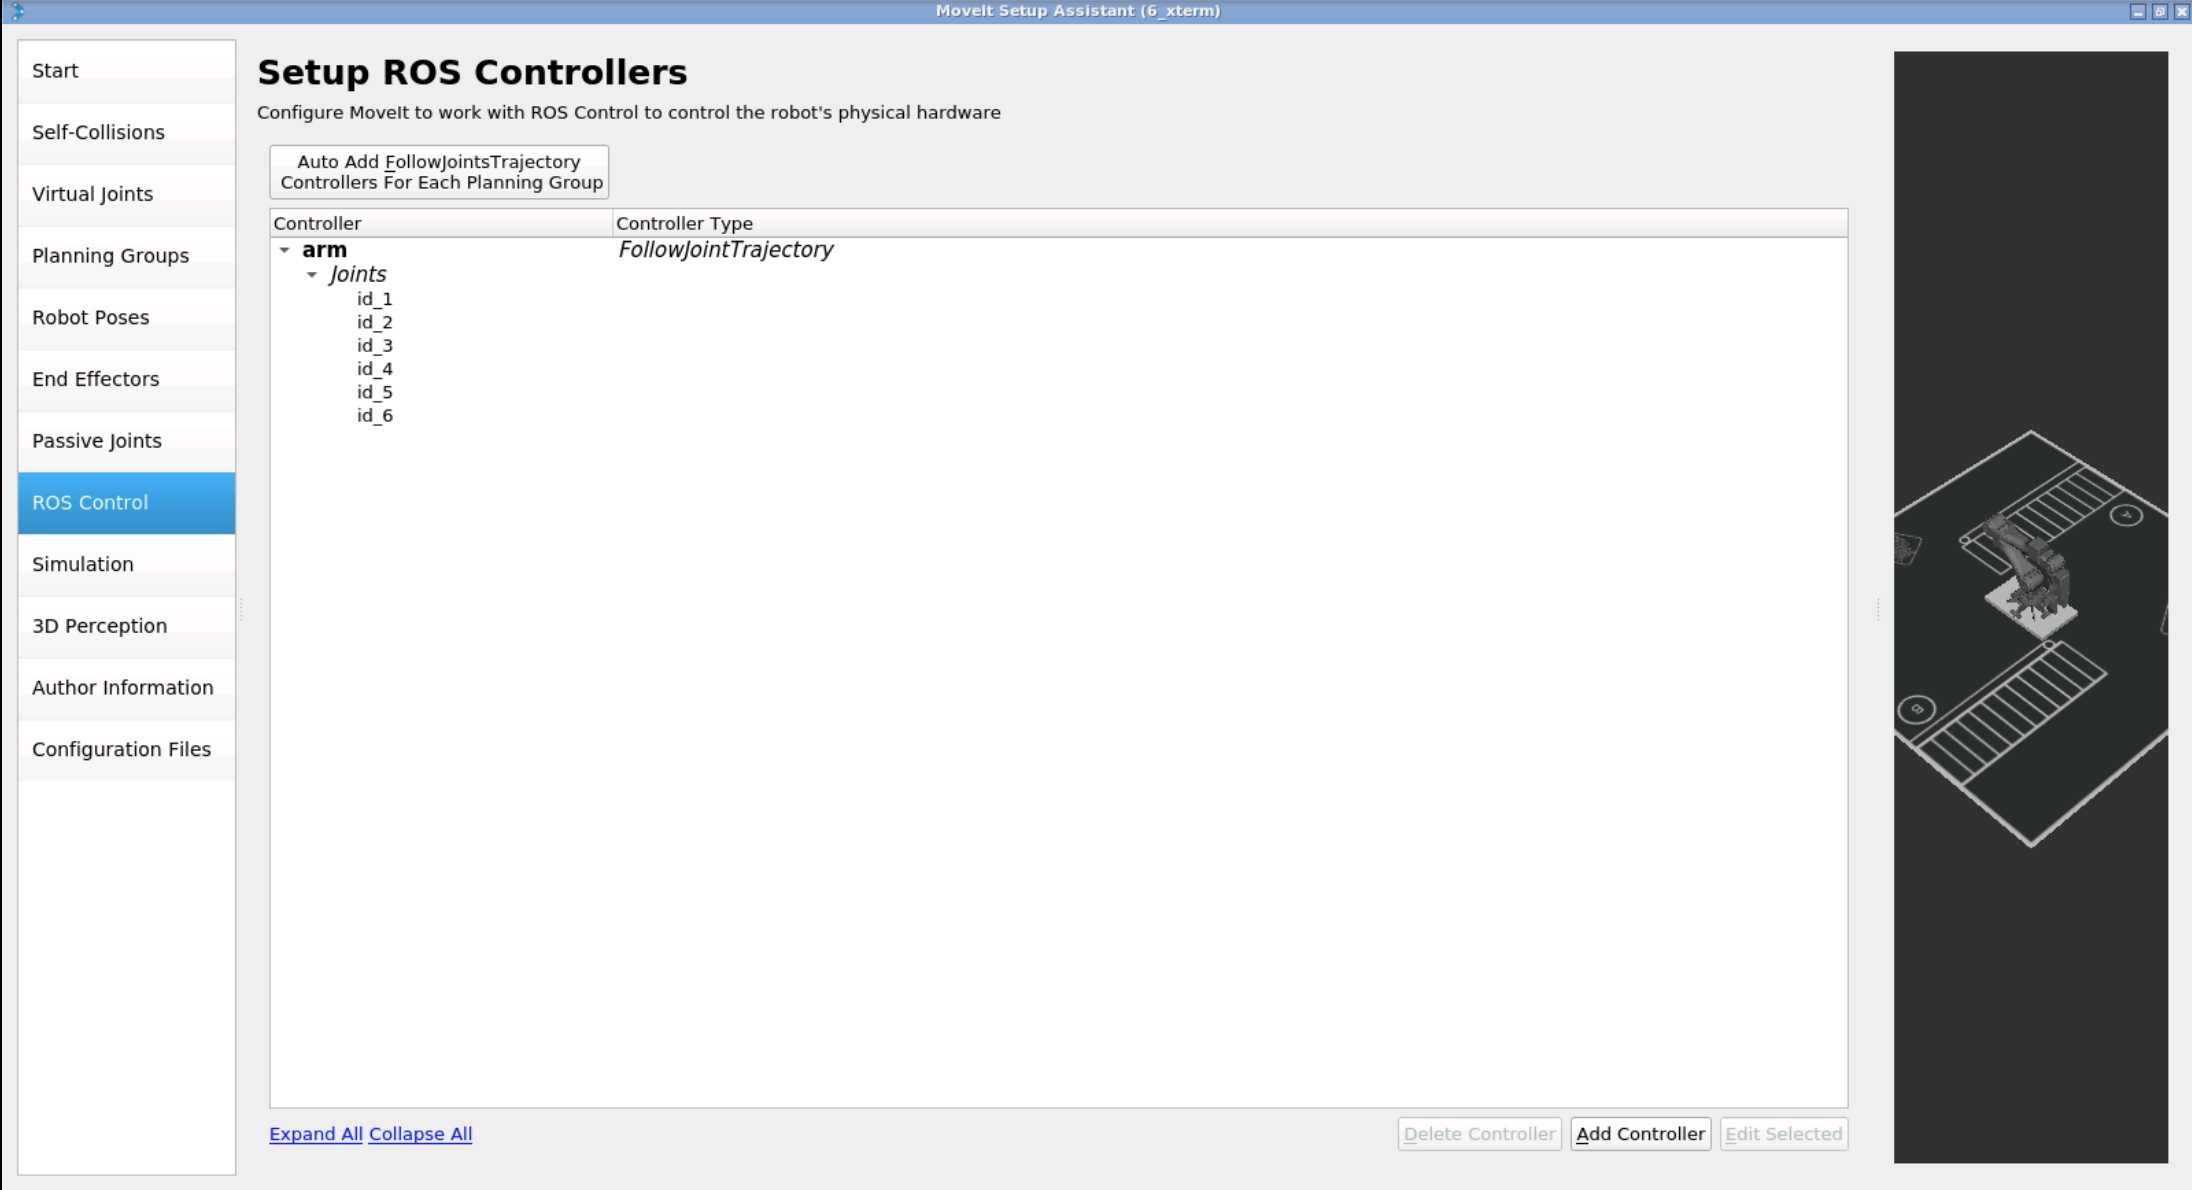 MoveIt Setup Assistant (6_xterm)
Start
Self-Collisions
Virtual Joints
Planning Groups
Robot Poses
End Effectors
Passive Joints
ROS Control
Simulation
3D Perception
Author Information
Configuration Files
Setup ROS Controllers
Configure MoveIt to work with ROS Control to control the robot's physical hardware
Auto Add FollowJointsTrajectory
Controllers For Each Planning Group
Controller Controller Type
arm FollowJointTrajectory
Joints
id_1
id_2
id_3
id_4
id_5
id_6
Expand All Collapse All Delete Controller Add Controller Edit Selected
A
B